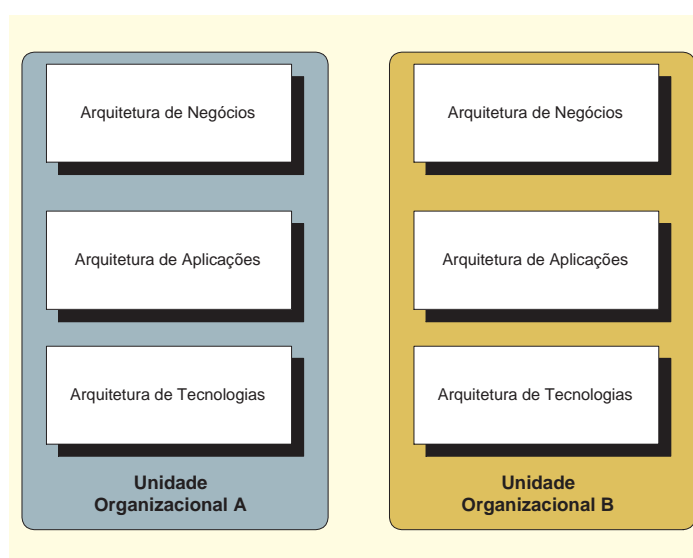 Arquitetura de Negócios
Arquitetura de Aplicações
Arquitetura de Tecnologias
Unidade
Organizacional A
Arquitetura de Negócios
Arquitetura de Aplicações
Arquitetura de Tecnologias
Unidade
Organizacional B